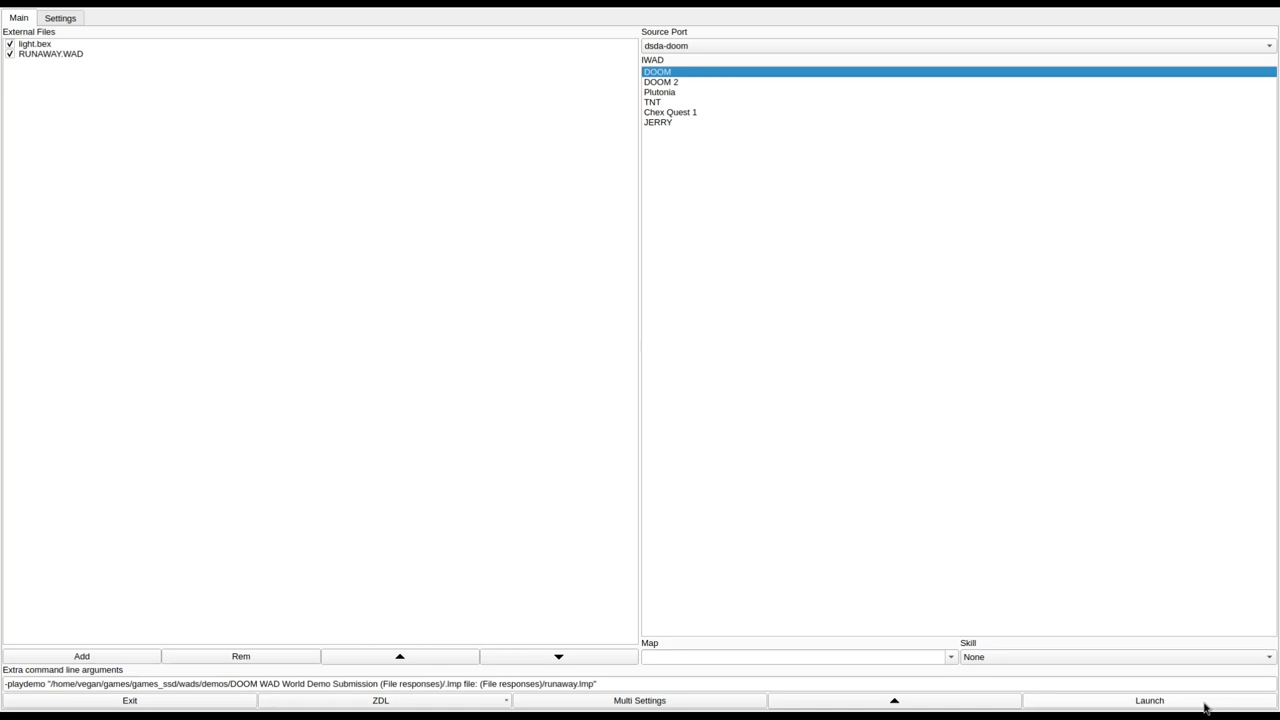 Main
Settings
External Files
light.bex
RUNAWAY.WAD
Source Port
dsda-doom
IWAD
DOOM
DOOM 2
Plutonia
TNT
Chex Quest 1
JERRY
Add
Rem
Map
Skill
None
Extra command line arguments
-playdemo "/home/vegan/games/games_ssd/wads/demos/DOOM WAD World Demo Submission (File responses)/.lmp file: (File responses)/runaway.lmp"
Exit
ZDL
Multi Settings
Launch